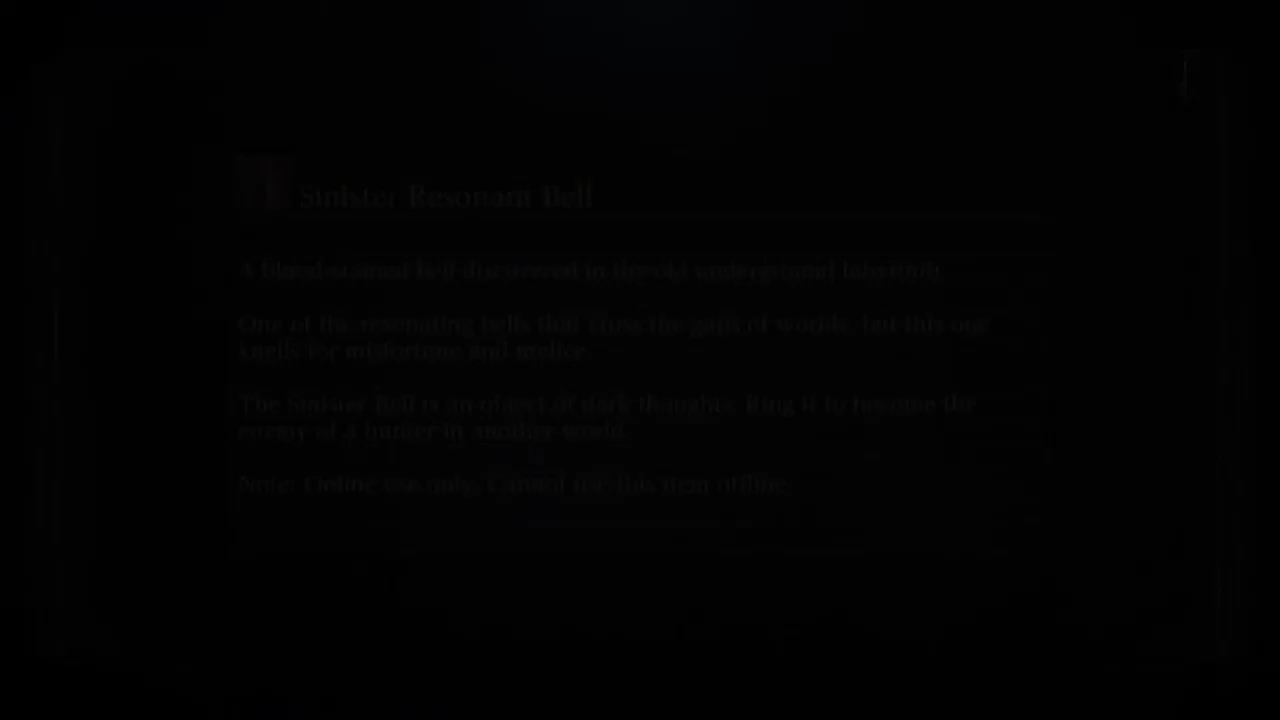 Sinister Resonant Bell
A blood-stained bell discovered in the old underground labyrinth.
One of the resonating bells that cross the gaps of worlds, but this one
knells for misfortune and malice.
The Sinister Bell is an object of dark thoughts. Ring it to become the
enemy of a hunter in another world.
Note: Online use only. Cannot use this item offline.